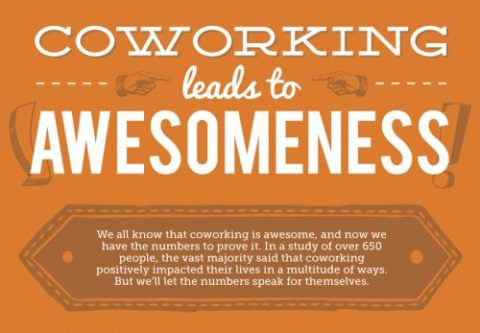 COWORKING
leads to
AWESOMENESS!
We all know that coworking is awesome, and now we
have the numbers to prove it. In a study of over 650
people, the vast majority said that coworking
positively impacted their lives in a multitude of ways.
But we'll let the numbers speak for themselves.